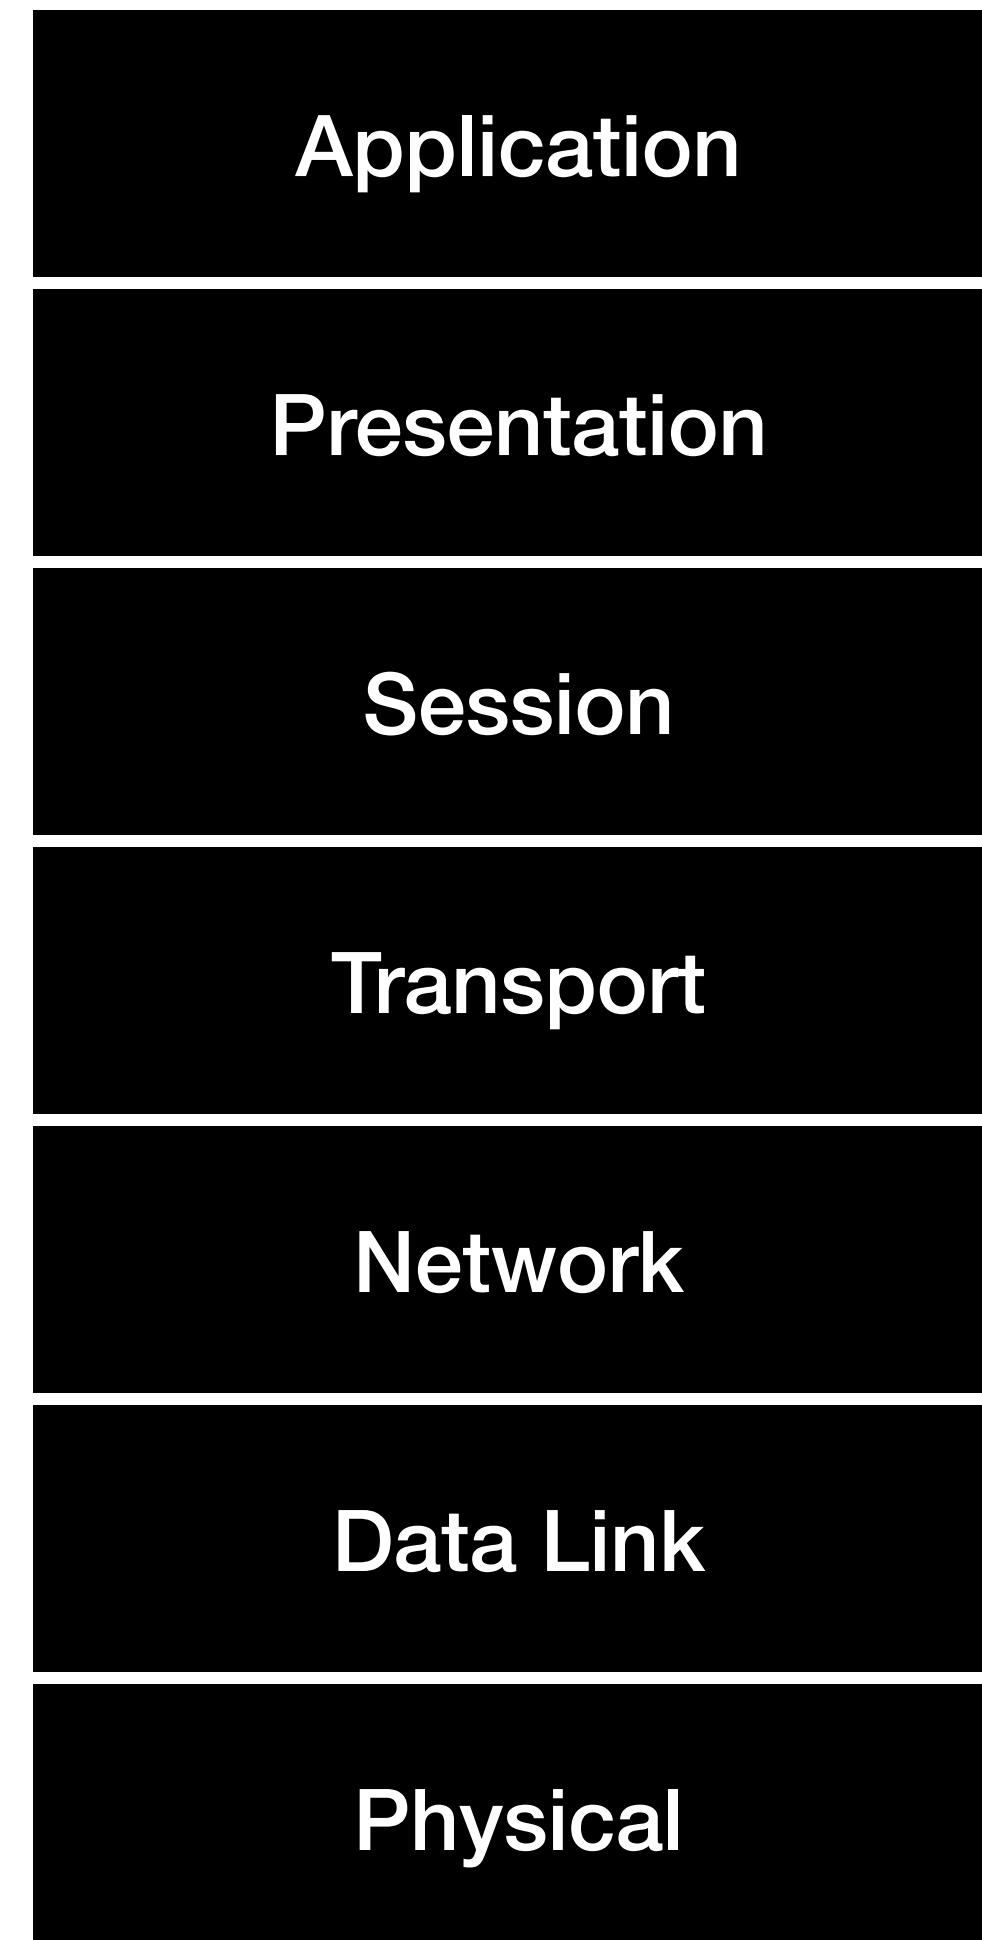 Application
Presentation
Session
Transport
Network
Data Link
Physical